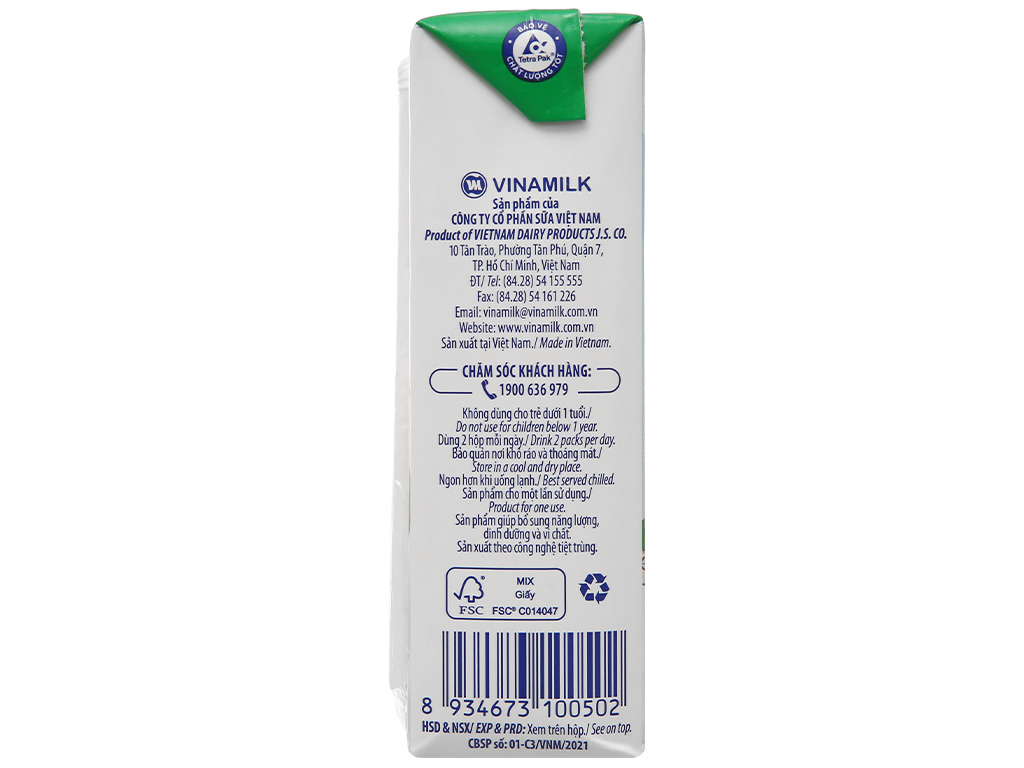 BẢO VỆ
Tetra Pak®
CHẤT LƯỢNG TỐT
VINAMILK
Sản phẩm của
CÔNG TY CỔ PHẦN SỮA VIỆT NAM
Product of VIETNAM DAIRY PRODUCTS J.S. CO.
10 Tân Trào, Phường Tân Phú, Quận 7,
TP. Hồ Chí Minh, Việt Nam
ĐT/ Tel: (84.28) 54 155 555
Fax: (84.28) 54 161 226
Email: vinamilk@vinamilk.com.vn
Website: www.vinamilk.com.vn
Sản xuất tại Việt Nam./ Made in Vietnam.
CHĂM SÓC KHÁCH HÀNG:
1900 636 979
Không dùng cho trẻ dưới 1 tuổi./
Do not use for children below 1 year.
Dùng 2 hộp mỗi ngày./ Drink 2 packs per day.
Bảo quản nơi khô ráo và thoáng mát./
Store in a cool and dry place.
Ngon hơn khi uống lạnh./ Best served chilled.
Sản phẩm cho một lần sử dụng./
Product for one use.
Sản phẩm giúp bổ sung năng lượng,
dinh dưỡng và vi chất.
Sản xuất theo công nghệ tiệt trùng.
MIX
Giấy
FSC FSC® C014047
8 934673 100502
HSD & NSX/ EXP & PRD: Xem trên hộp./ See on top.
CBSP số: 01-C3/VNM/2021